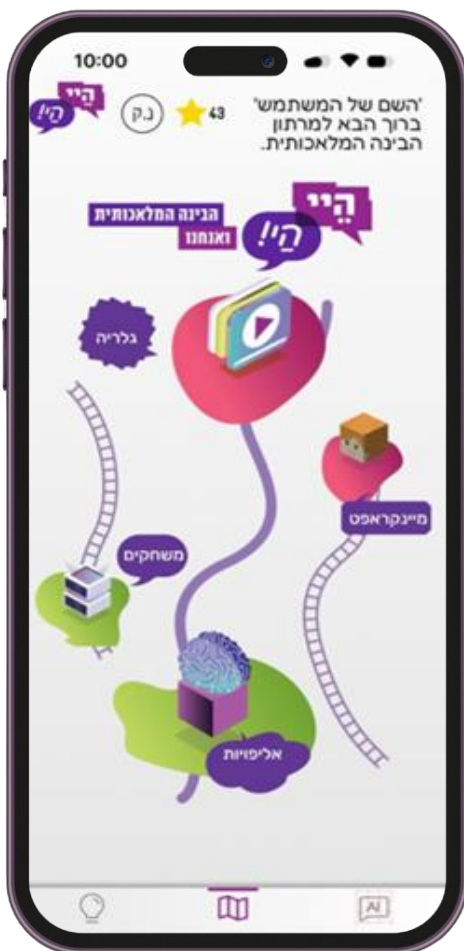 10:00
היי
הַי!
נ.ק
43
'השם של המשתמש'
ברוך הבא למרתון
הבינה המלאכותית.
הֵיי
הַי!
הבינה המלאכותית
ואנחנו
גלריה
מיינקראפט
משחקים
אליפויות
AI